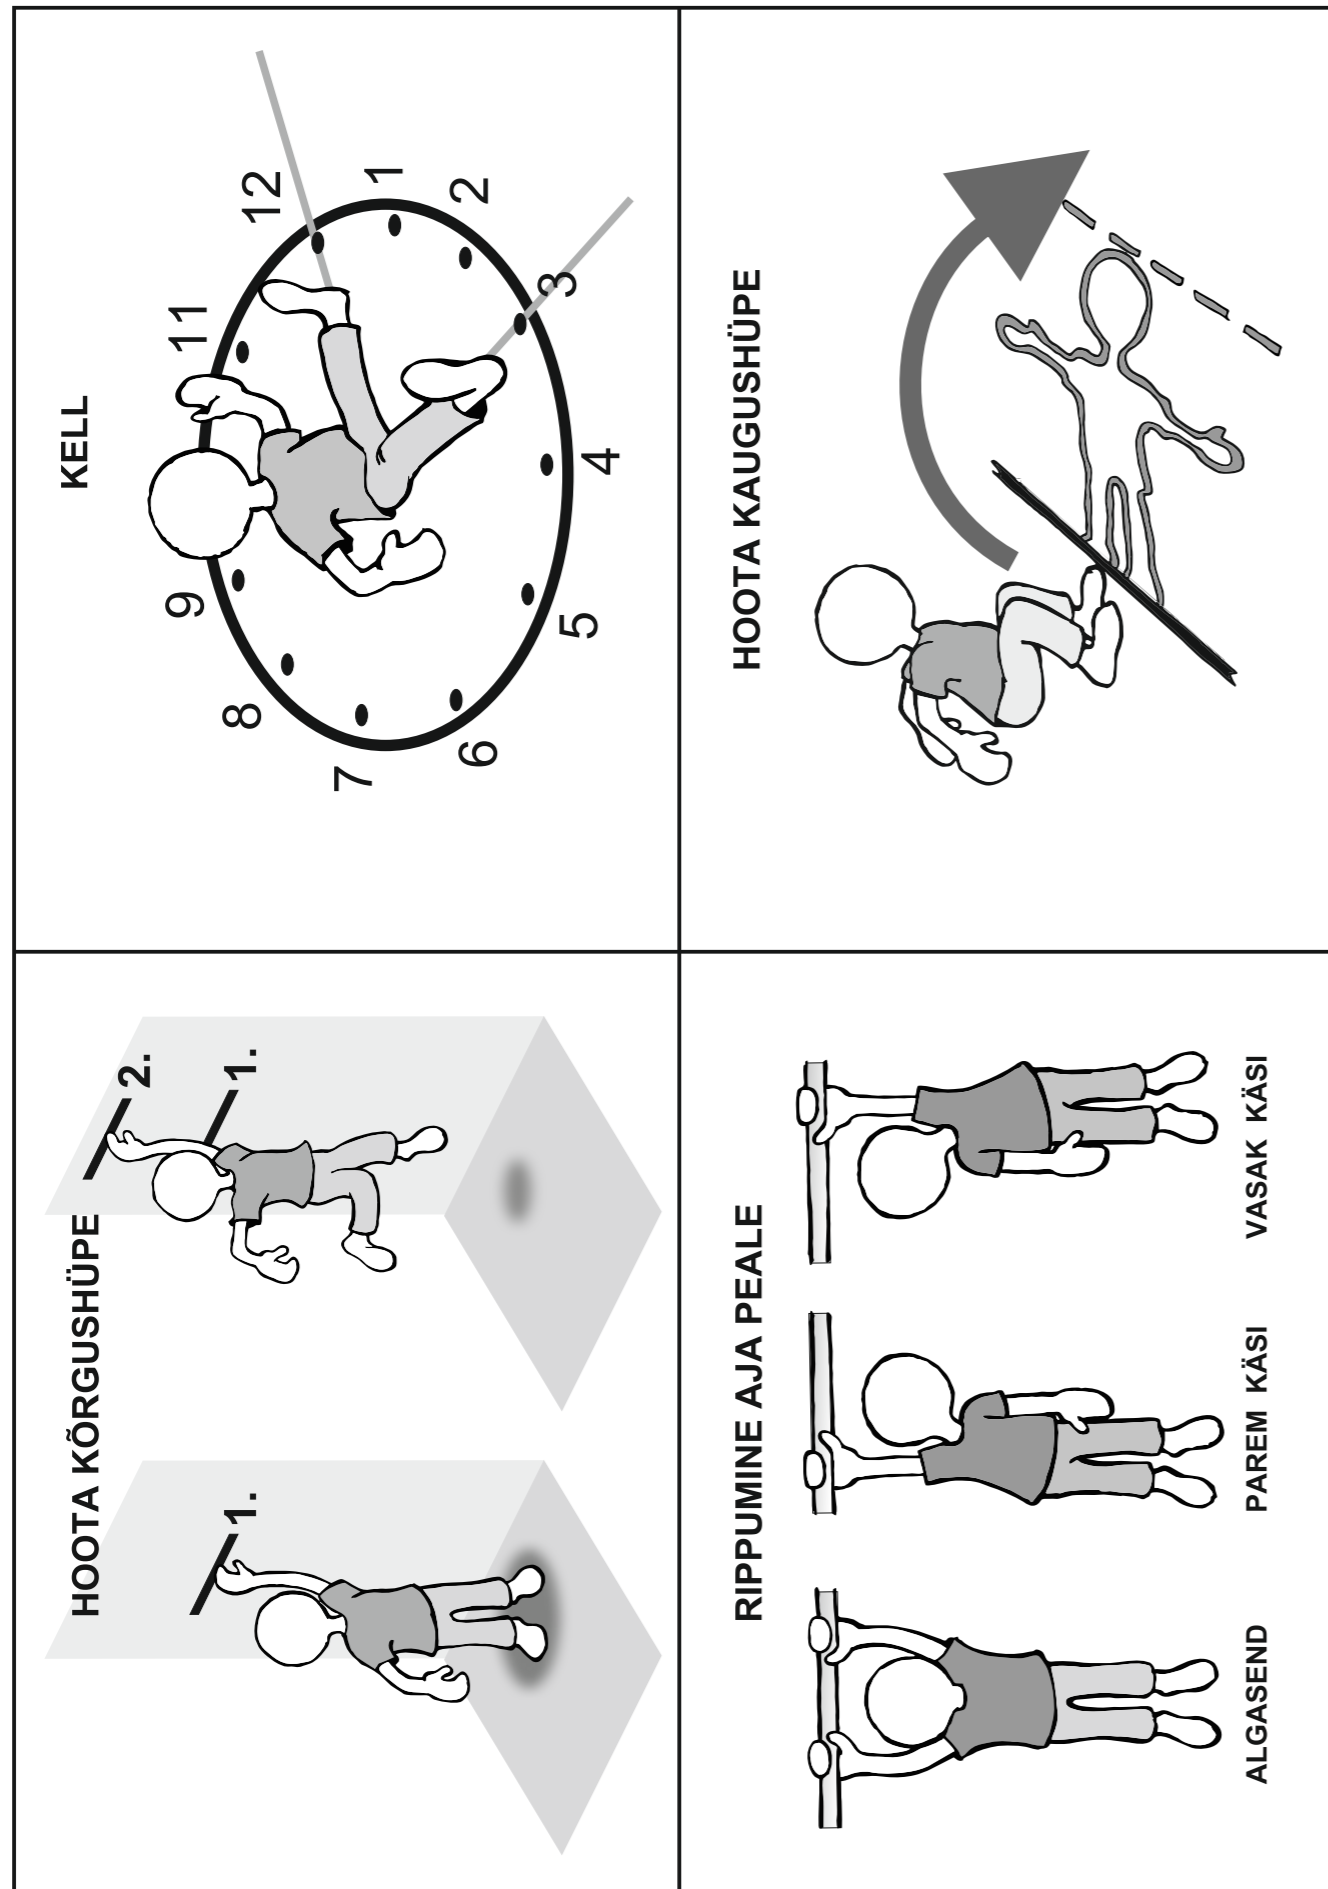 HOOTA KÕRGUSHÜPE
1.
2.
1.
KELL
12
1
2
3
4
5
6
7
8
9
11
RIPPUMINE AJA PEALE
ALGASEND
PAREM KÄSI
VASAK KÄSI
HOOTA KAUGUSHÜPE